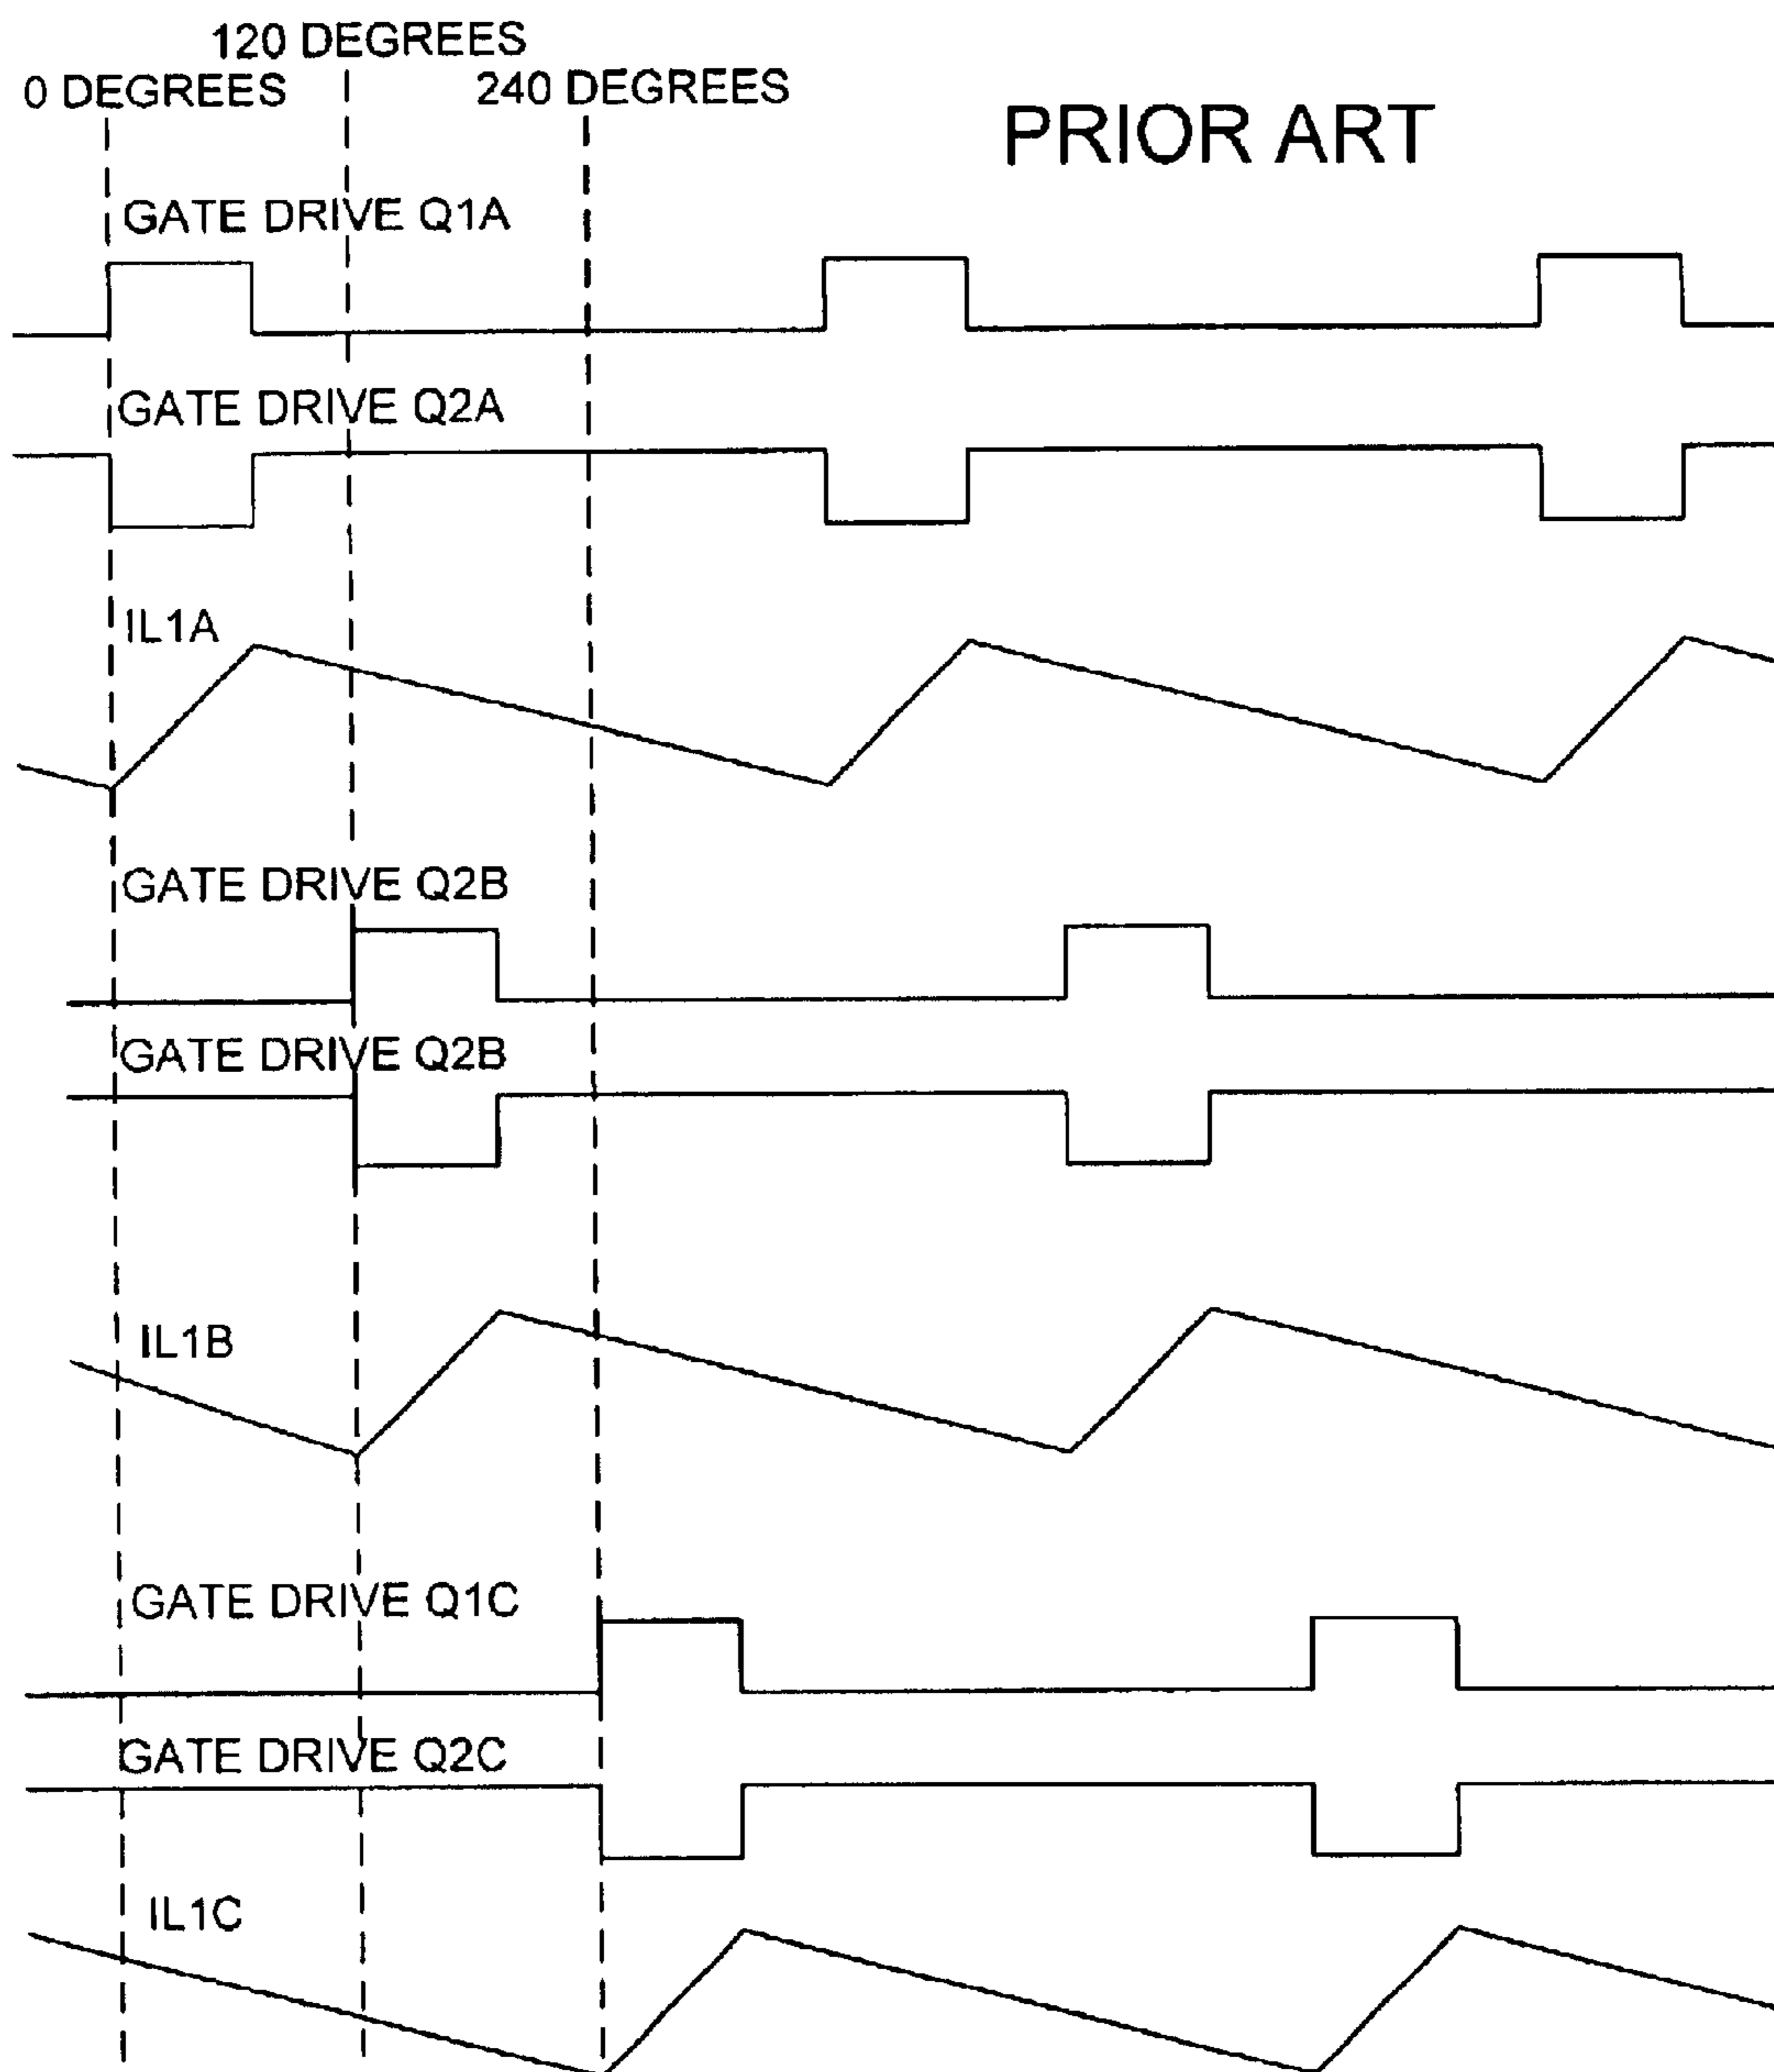 120 DEGREES
0 DEGREES
240 DEGREES
PRIOR ART
GATE DRIVE Q1A
GATE DRIVE Q2A
IL1A
GATE DRIVE Q2B
GATE DRIVE Q2B
IL1B
GATE DRIVE Q1C
GATE DRIVE Q2C
IL1C